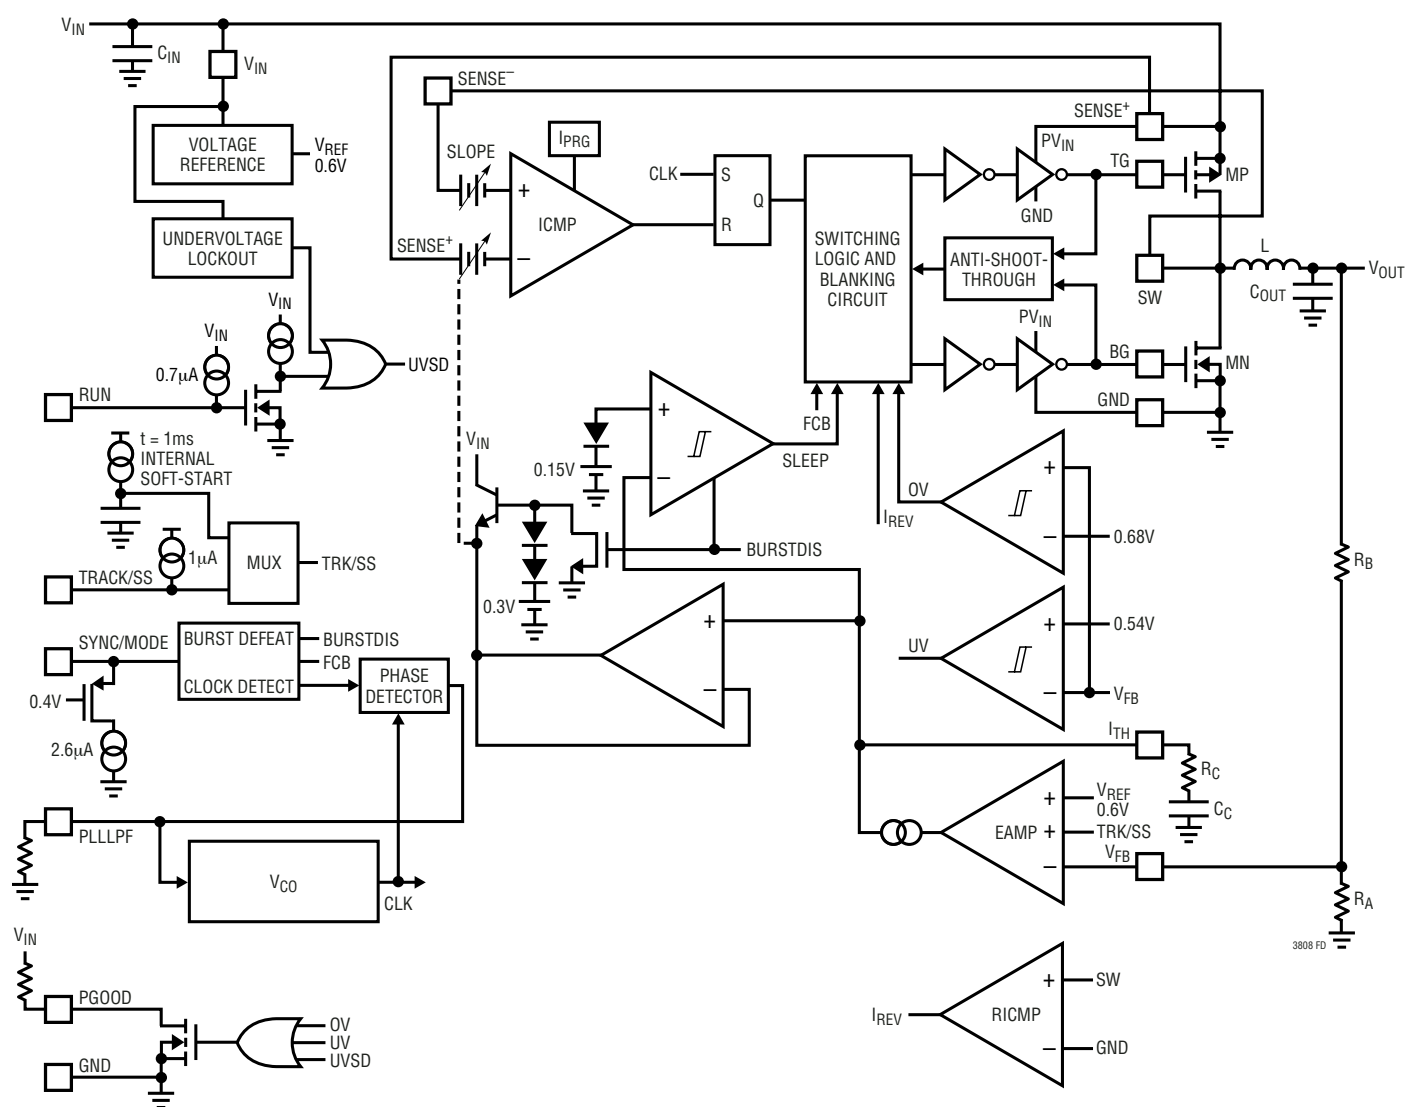 VIN
CIN
VIN
VOLTAGE
REFERENCE
VREF
0.6V
UNDERVOLTAGE
LOCKOUT
VIN
VIN
0.7µA
UVSD
RUN
t = 1ms
INTERNAL
SOFT-START
1µA
MUX
TRK/SS
TRACK/SS
SYNC/MODE
BURST DEFEAT
CLOCK DETECT
BURSTDIS
FCB
PHASE
DETECTOR
0.4V
2.6µA
PLLLPF
VCO
CLK
VIN
PGOOD
GND
OV
UV
UVSD
SENSE–
SLOPE
SENSE+
IPRG
+
ICMP
–
CLK
S
R
Q
SWITCHING
LOGIC AND
BLANKING
CIRCUIT
FCB
SLEEP
IREV
OV
PVIN
GND
ANTI-SHOOT-
THROUGH
PVIN
SENSE+
TG
MP
SW
L
COUT
VOUT
BG
MN
GND
+
–
0.15V
VIN
0.3V
BURSTDIS
+
–
+
–
0.68V
UV
+
–
0.54V
VFB
RB
ITH
RC
CC
EAMP
+
+
–
VREF
0.6V
TRK/SS
VFB
RA
3808 FD
IREV
RICMP
+
–
SW
GND